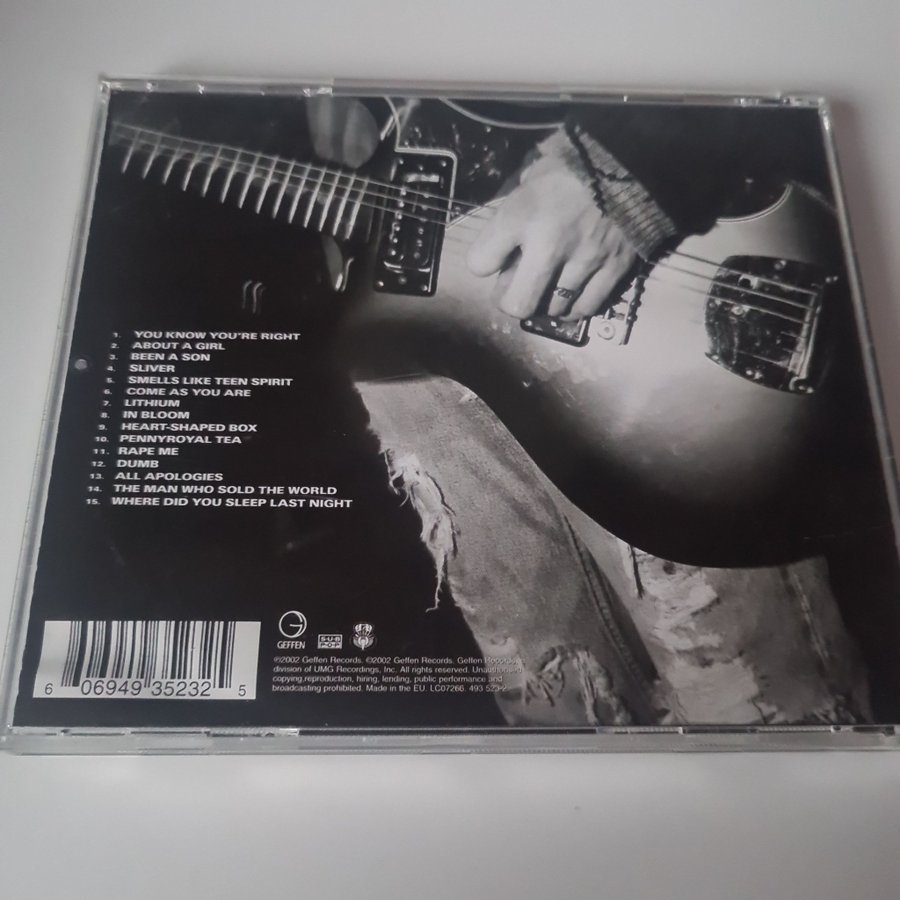 1. YOU KNOW YOU'RE RIGHT
2. ABOUT A GIRL
3. BEEN A SON
4. SLIVER
5. SMELLS LIKE TEEN SPIRIT
6. COME AS YOU ARE
7. LITHIUM
8. IN BLOOM
9. HEART-SHAPED BOX
10. PENNYROYAL TEA
11. RAPE ME
12. DUMB
13. ALL APOLOGIES
14. THE MAN WHO SOLD THE WORLD
15. WHERE DID YOU SLEEP LAST NIGHT
6 06949 35232 5
GEFFEN
SUB
POP
℗2002 Geffen Records. ©2002 Geffen Records. Geffen Records, a
division of UMG Recordings, Inc. All rights reserved. Unauthorised
copying, reproduction, hiring, lending, public performance and
broadcasting prohibited. Made in the EU. LC07266. 493 523-2